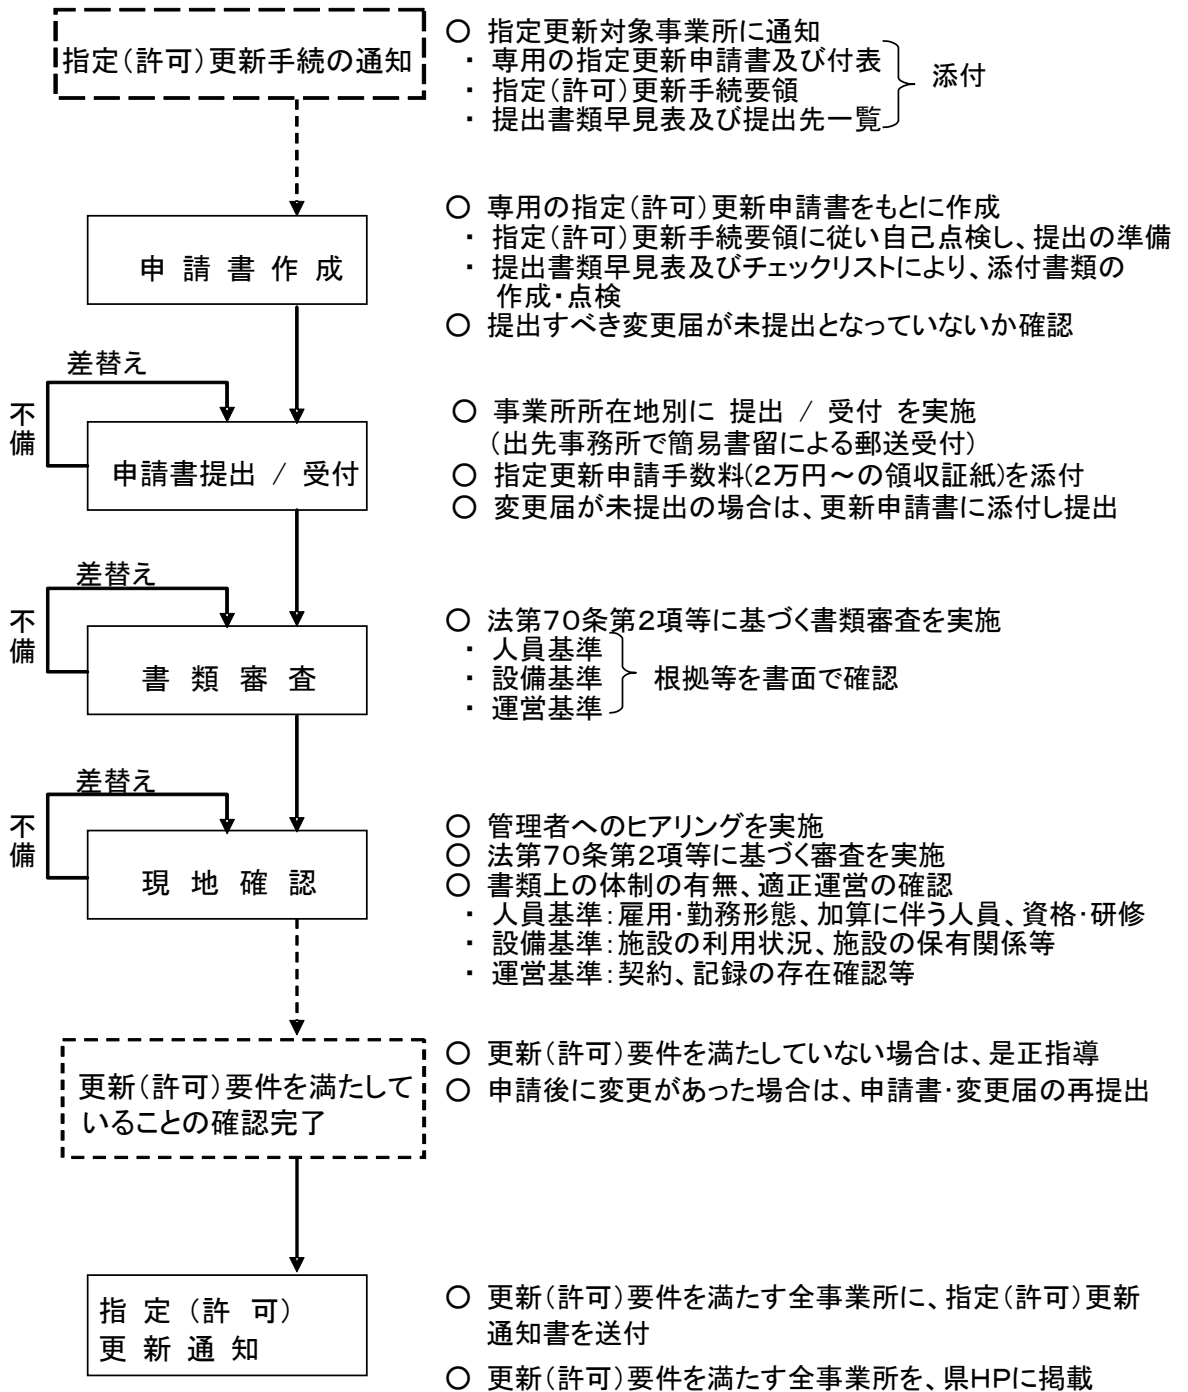 指定(許可)更新手続の通知
○ 指定更新対象事業所に通知
・ 専用の指定更新申請書及び付表
・ 指定(許可)更新手続要領
・ 提出書類早見表及び提出先一覧
添付
申 請 書 作 成
○ 専用の指定(許可)更新申請書をもとに作成
・ 指定(許可)更新手続要領に従い自己点検し、提出の準備
・ 提出書類早見表及びチェックリストにより、添付書類の
作成・点検
○ 提出すべき変更届が未提出となっていないか確認
差替え
不備
申請書提出 / 受付
○ 事業所所在地別に 提出 / 受付 を実施
(出先事務所で簡易書留による郵送受付)
○ 指定更新申請手数料(2万円~の領収証紙)を添付
○ 変更届が未提出の場合は、更新申請書に添付し提出
差替え
不備
書 類 審 査
○ 法第70条第2項等に基づく書類審査を実施
・ 人員基準
・ 設備基準
・ 運営基準
根拠等を書面で確認
差替え
不備
現 地 確 認
○ 管理者へのヒアリングを実施
○ 法第70条第2項等に基づく審査を実施
○ 書類上の体制の有無、適正運営の確認
・ 人員基準:雇用・勤務形態、加算に伴う人員、資格・研修
・ 設備基準:施設の利用状況、施設の保有関係等
・ 運営基準:契約、記録の存在確認等
更新(許可)要件を満たして
いることの確認完了
○ 更新(許可)要件を満たしていない場合は、是正指導
○ 申請後に変更があった場合は、申請書・変更届の再提出
指 定 (許 可)
更 新 通 知
○ 更新(許可)要件を満たす全事業所に、指定(許可)更新
通知書を送付
○ 更新(許可)要件を満たす全事業所を、県HPに掲載